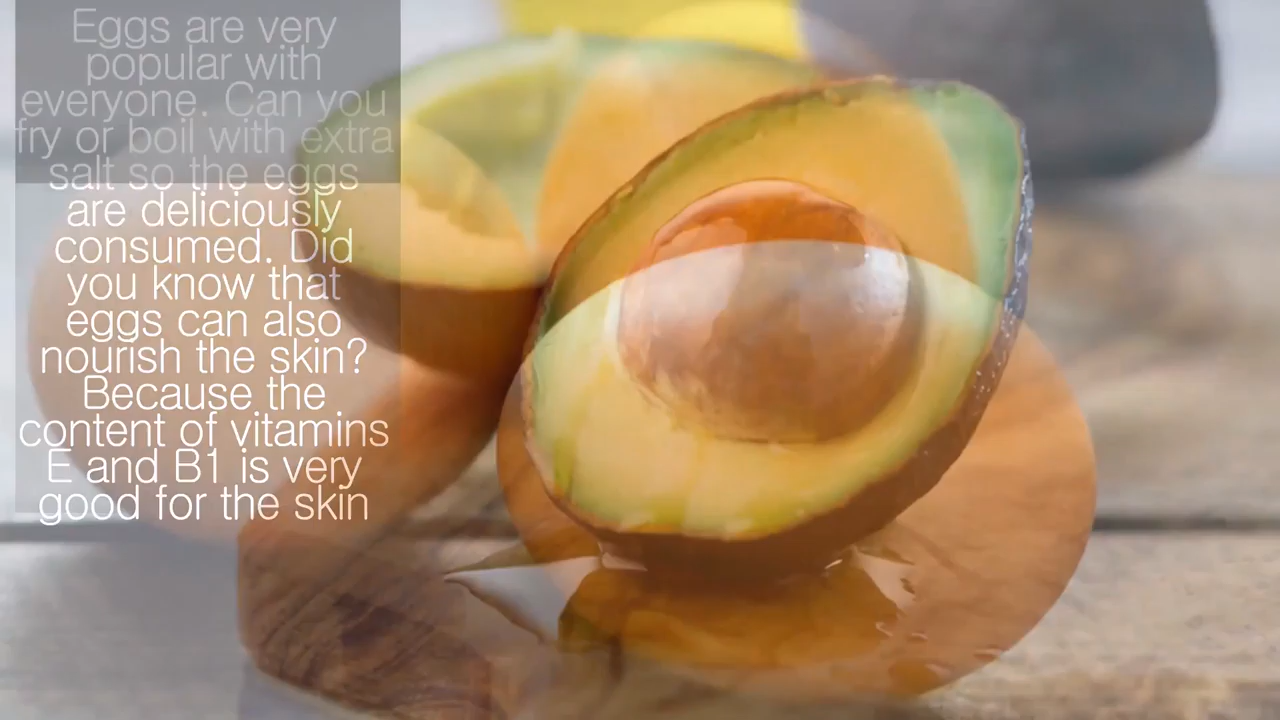 Eggs are very
popular with
everyone. Can you
fry or boil with extra
salt so the eggs
are deliciously
consumed. Did
you know that
eggs can also
nourish the skin?
Because the
content of vitamins
E and B1 is very
good for the skin